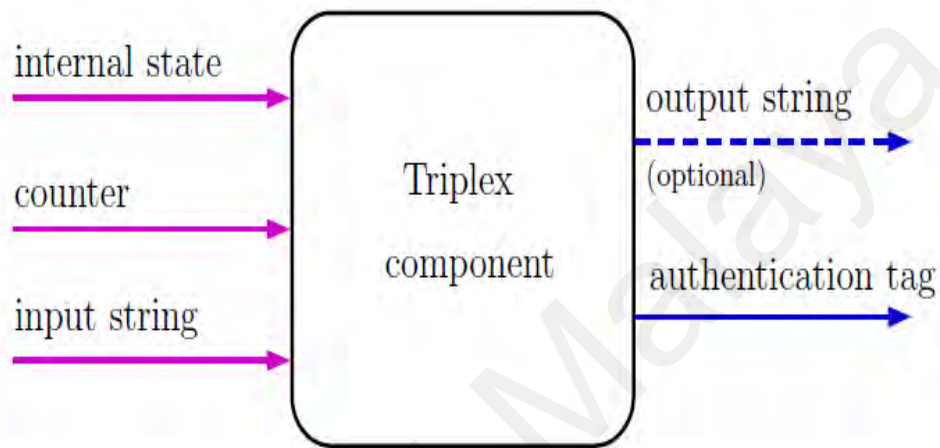 internal state
counter
input string
Triplex
component
output string
(optional)
authentication tag
Malaya